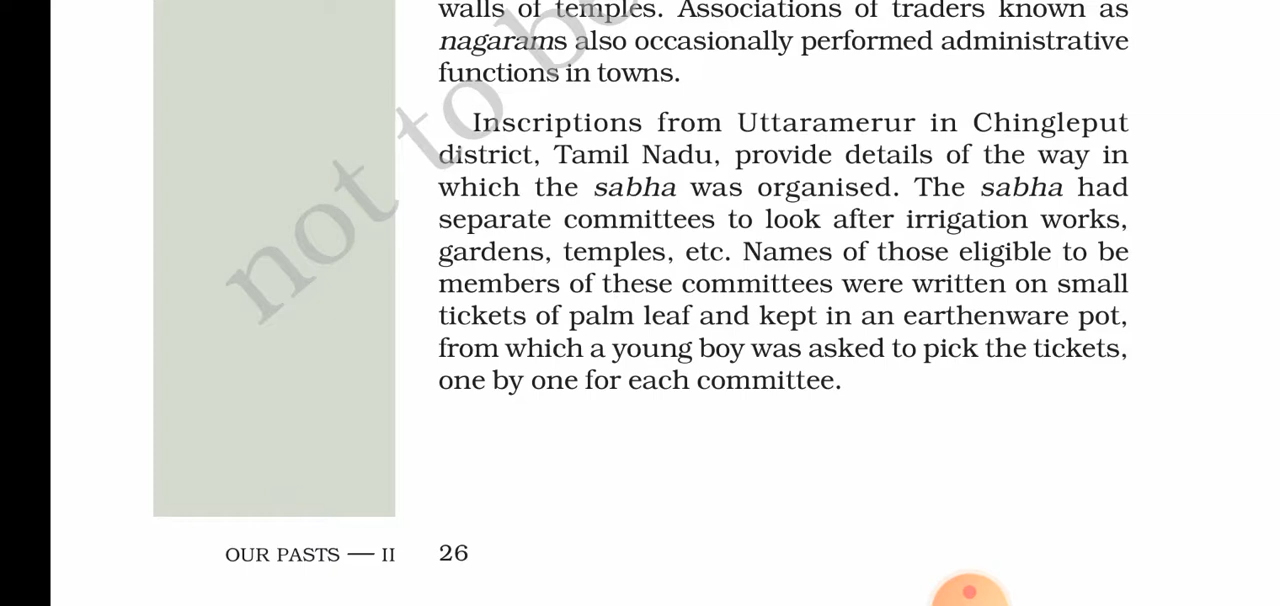 walls of temples. Associations of traders known as
nagarams also occasionally performed administrative
functions in towns.
Inscriptions from Uttaramerur in Chingleput
district, Tamil Nadu, provide details of the way in
which the sabha was organised. The sabha had
separate committees to look after irrigation works,
gardens, temples, etc. Names of those eligible to be
members of these committees were written on small
tickets of palm leaf and kept in an earthenware pot,
from which a young boy was asked to pick the tickets,
one by one for each committee.
not to be
OUR PASTS — II 26